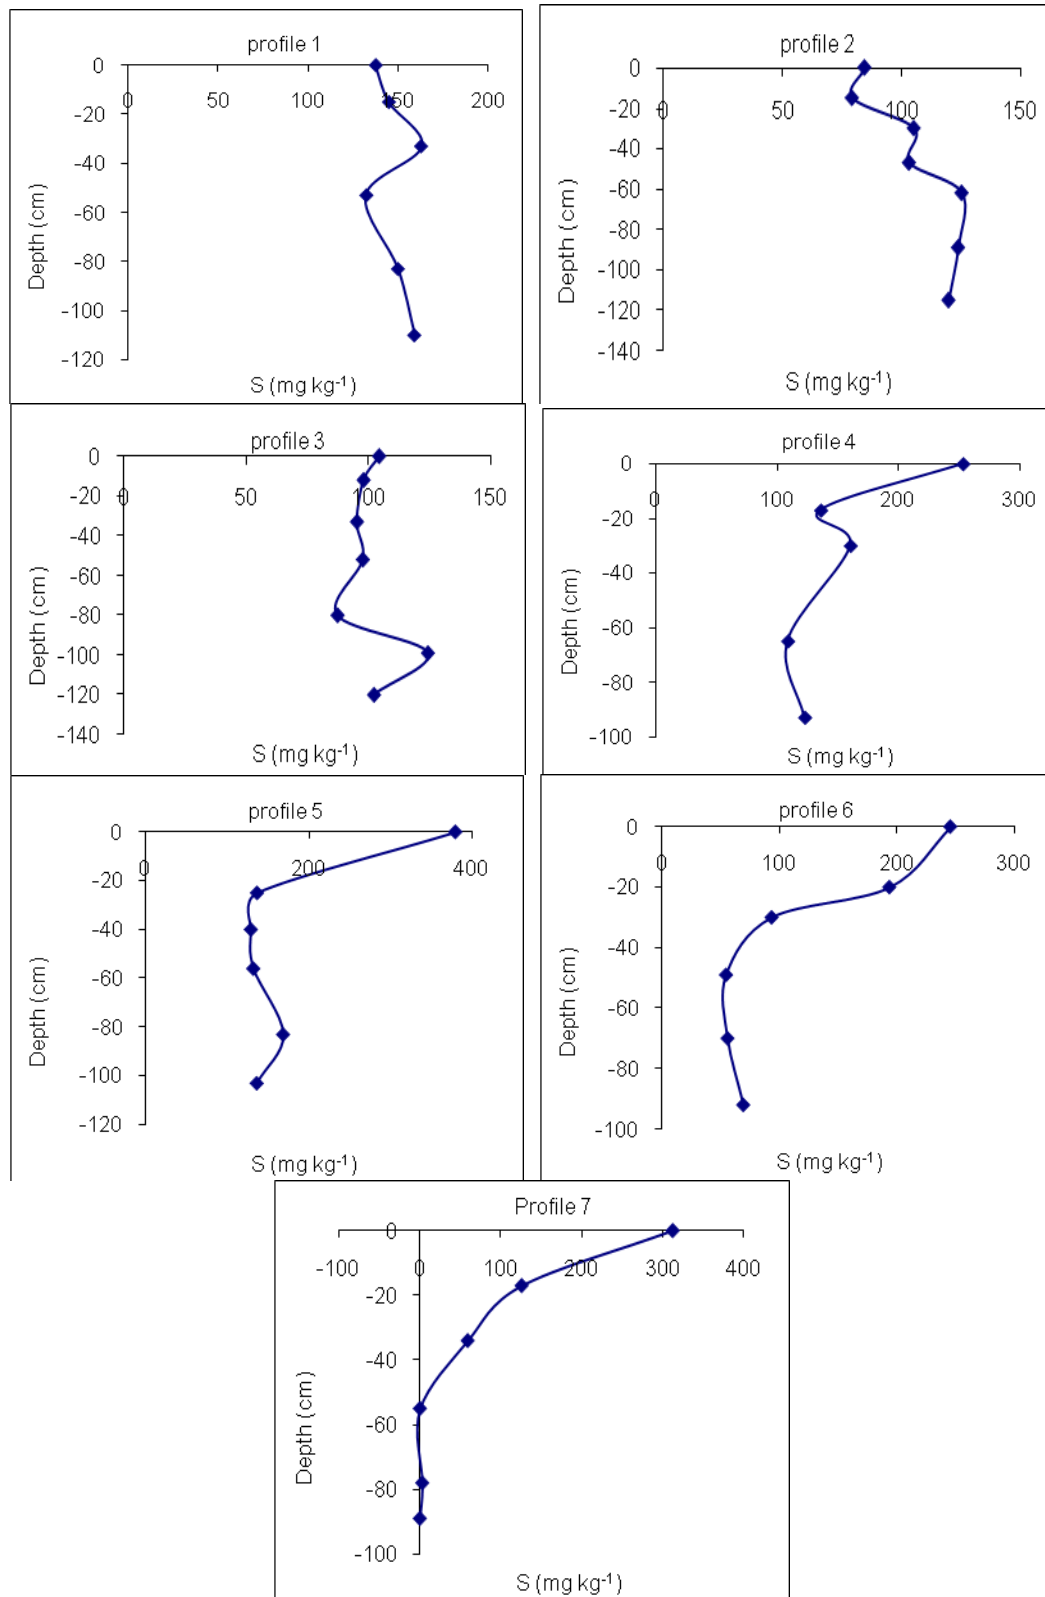 profile 1
0
0 50 100 150 200
-20
-40
-60
-80
-100
-120
Depth (cm)
S (mg kg-1)
profile 2
0
0 50 100 150
-20
-40
-60
-80
-100
-120
-140
Depth (cm)
S (mg kg-1)
profile 3
0
0 50 100 150
-20
-40
-60
-80
-100
-120
-140
Depth (cm)
S (mg kg-1)
profile 4
0
0 100 200 300
-20
-40
-60
-80
-100
Depth (cm)
S (mg kg-1)
profile 5
0
0 200 400
-20
-40
-60
-80
-100
-120
Depth (cm)
S (mg kg-1)
profile 6
0
0 100 200 300
-20
-40
-60
-80
-100
Depth (cm)
S (mg kg-1)
Profile 7
0
-100 0 100 200 300 400
-20
-40
-60
-80
-100
Depth (cm)
S (mg kg-1)